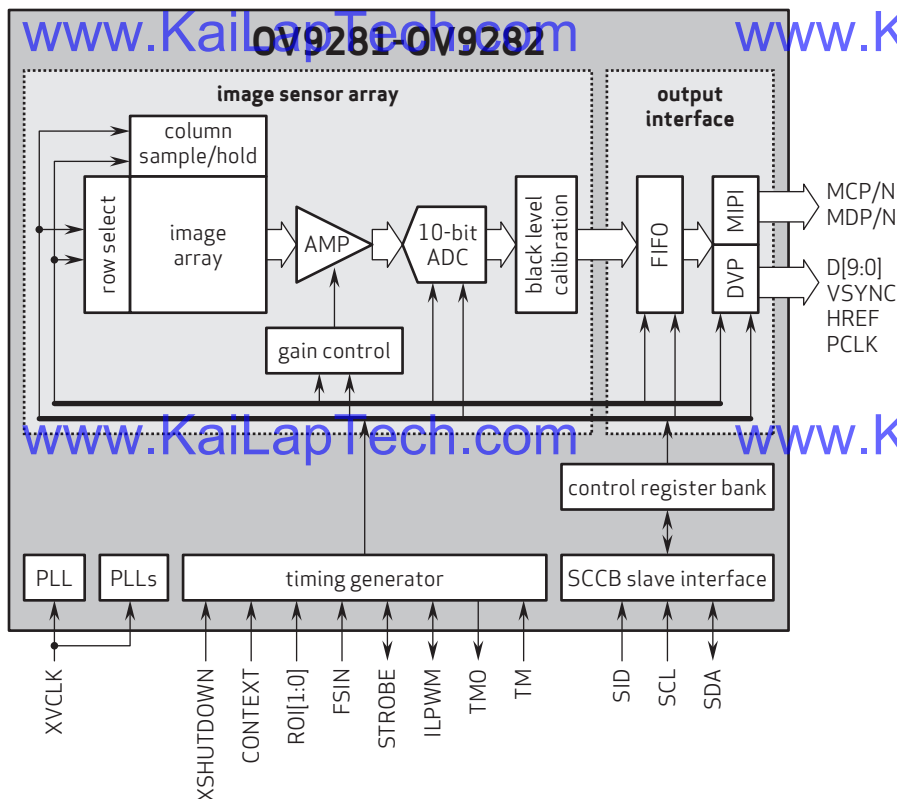 www.KaiLapTech.com
www.K
OV9281-OV9282
image sensor array
output
interface
column
sample/hold
row select
image
array
AMP
10-bit
ADC
black level
calibration
FIFO
MIPI
DVP
MCP/N
MDP/N
D[9:0]
VSYNC
HREF
PCLK
gain control
www.KaiLapTech.com
www.K
control register bank
PLL
PLLs
timing generator
SCCB slave interface
XVCLK
XSHUTDOWN
CONTEXT
ROI[1:0]
FSIN
STROBE
ILPWM
TMO
TM
SID
SCL
SDA